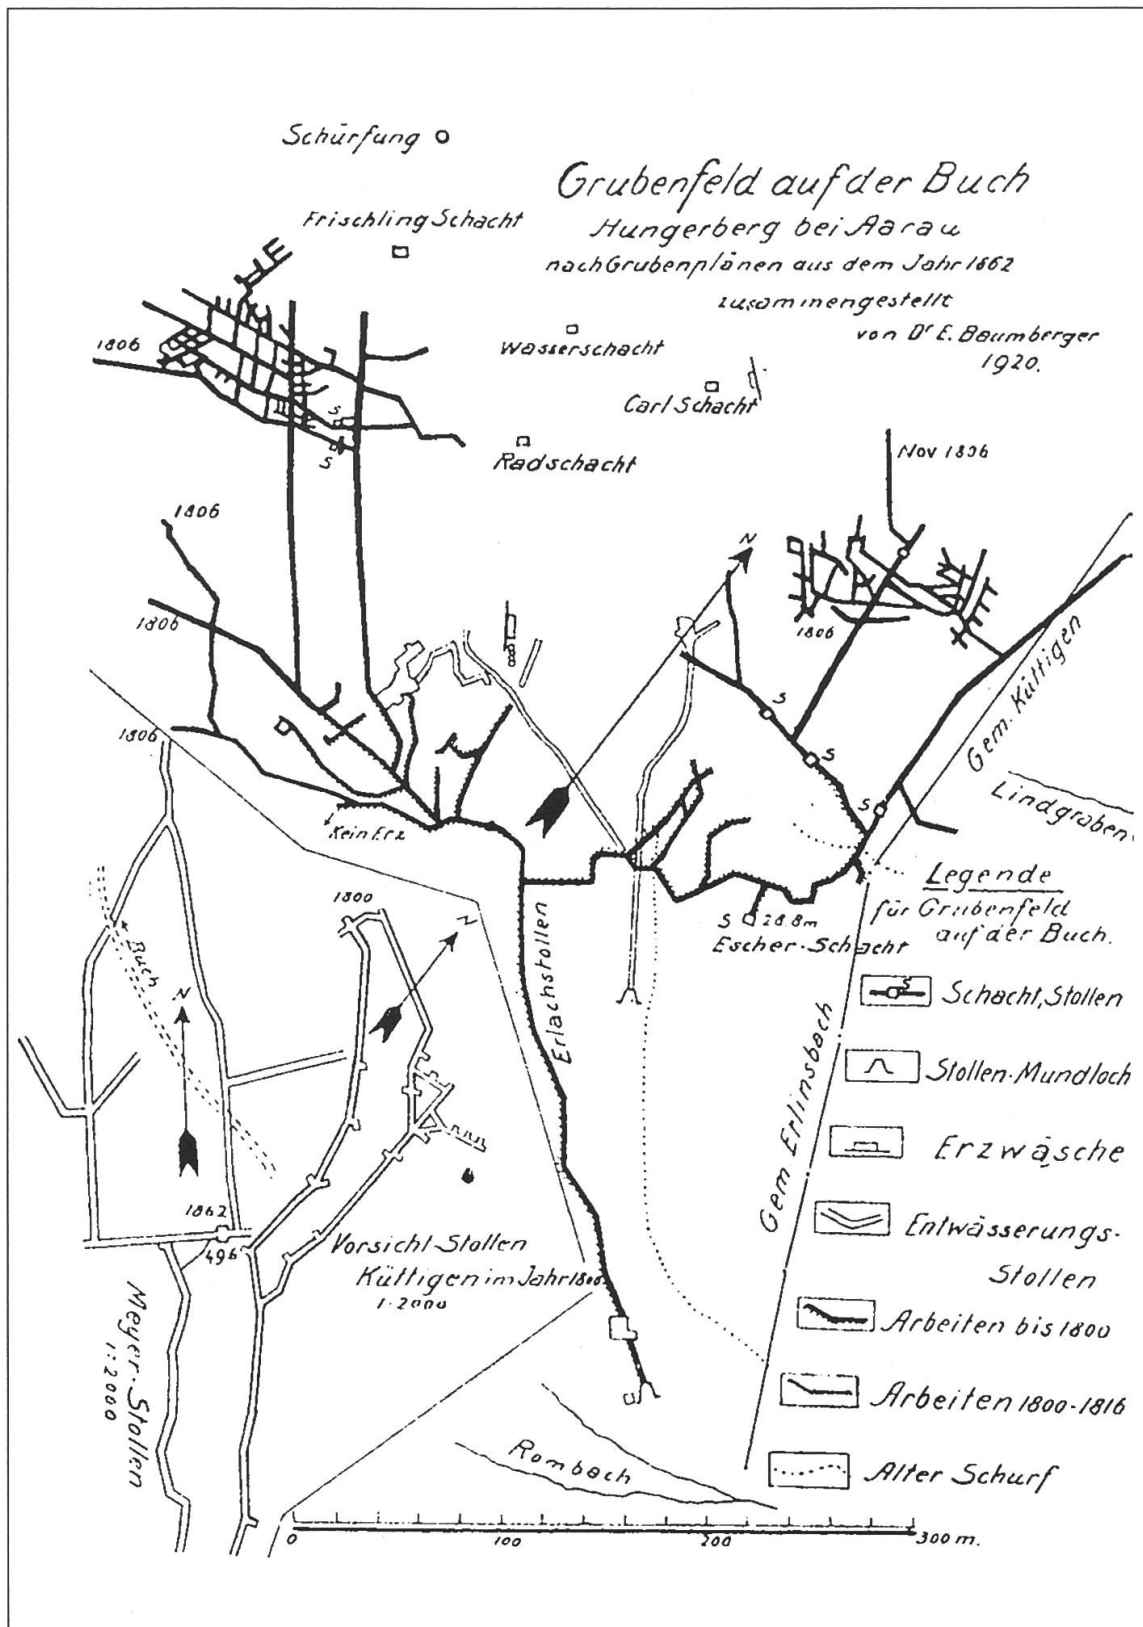 Schürfung
Grubenfeld auf der Buch
Hungerberg bei Aarau
nach Grubenplänen aus dem Jahr 1862
zusammengestellt
von Dr E. Baumberger
1920.
Frischling Schacht
Wasserschacht
Carl Schacht
Radschacht
1806
S
S
Nov 1806
1806
1806
N
1806
S
S
S
1806
Gem. Küttigen
Lindgraben
Kein Erz
Legende
für Grubenfeld
auf der Buch.
S 28.8m
Escher-Schacht
Erlachstollen
Gem Erlinsbach
S
Schacht, Stollen
Stollen-Mundloch
Erzwäsche
Entwässerungs-
Stollen
Arbeiten bis 1800
Arbeiten 1800-1816
Alter Schurf
1800
N
Buch
N
1862
496
Vorsicht-Stollen
Küttigen im Jahr 1806
1:2000
Meyer-Stollen
1:2000
Rombach
0 100 200 300 m.